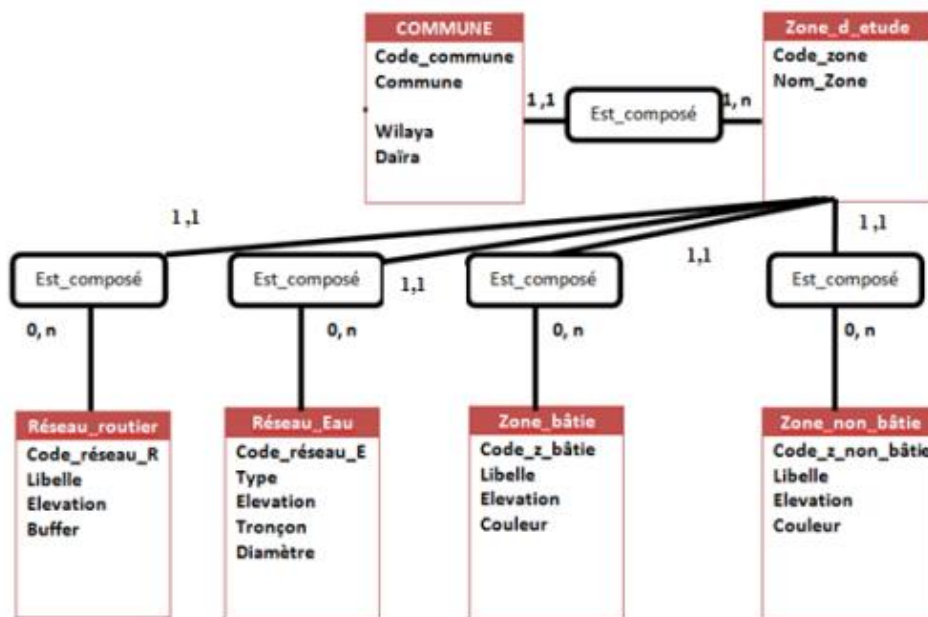 COMMUNE
Code_commune
Commune
Wilaya
Daïra
1 ,1
Est_composé
1, n
Zone_d_etude
Code_zone
Nom_Zone
1 ,1
1,1
1,1
1,1
Est_composé
Est_composé
Est_composé
Est_composé
0, n
0, n
0, n
0, n
Réseau_routier
Code_réseau_R
Libelle
Elevation
Buffer
Réseau_Eau
Code_réseau_E
Type
Elevation
Tronçon
Diamètre
Zone_bâtie
Code_z_bâtie
Libelle
Elevation
Couleur
Zone_non_bâtie
Code_z_non_bâtie
Libelle
Elevation
Couleur